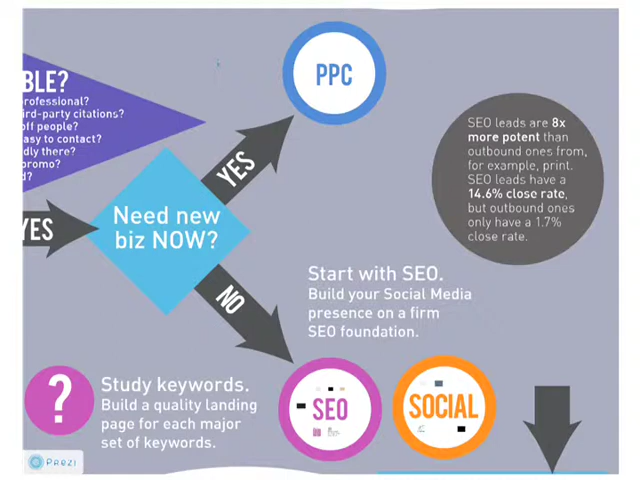 BLE?
professional?
ird-party citations?
off people?
asy to contact?
dly there?
promo?
d?
PPC
SEO leads are 8x
more potent than
outbound ones from,
for example, print.
SEO leads have a
14.6% close rate,
but outbound ones
only have a 1.7%
close rate.
YES
YES
Need new
biz NOW?
NO
Start with SEO.
Build your Social Media
presence on a firm
SEO foundation.
?
Study keywords.
Build a quality landing
page for each major
set of keywords.
SEO
SOCIAL
PREZI